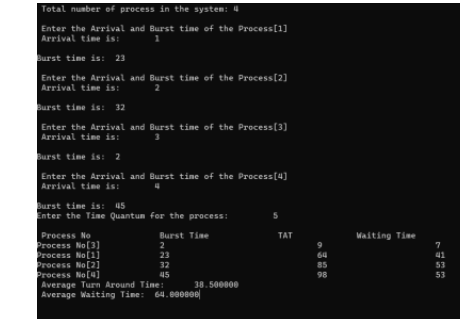 Total number of process in the system: 4
Enter the Arrival and Burst time of the Process[1]
Arrival time is: 1
Burst time is: 23
Enter the Arrival and Burst time of the Process[2]
Arrival time is: 2
Burst time is: 32
Enter the Arrival and Burst time of the Process[3]
Arrival time is: 3
Burst time is: 2
Enter the Arrival and Burst time of the Process[4]
Arrival time is: 4
Burst time is: 45
Enter the Time Quantum for the process: 5
Process No Burst Time TAT Waiting Time
Process No[3] 2 9 7
Process No[1] 23 64 41
Process No[2] 32 85 53
Process No[4] 45 98 53
Average Turn Around Time: 38.500000
Average Waiting Time: 64.000000